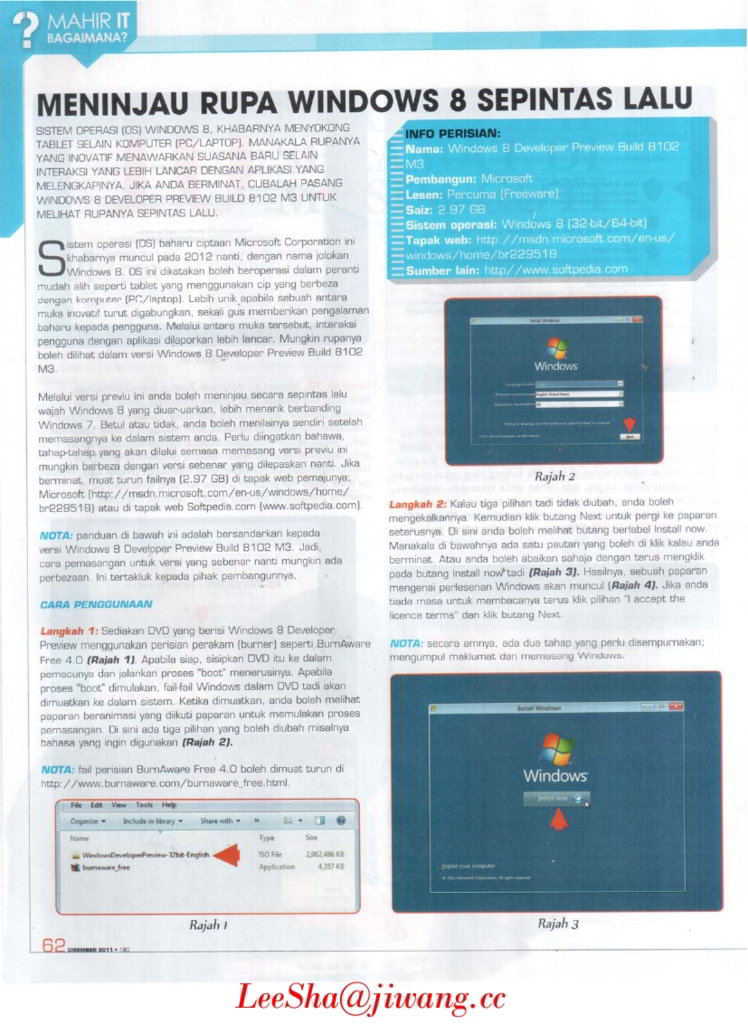 MAHIR IT
BAGAIMANA?
MENINJAU RUPA WINDOWS 8 SEPINTAS LALU
SISTEM OPERASI (OS) WINDOWS 8, KHABARNYA MENYOKONG
TABLET SELAIN KOMPUTER (PC/LAPTOP). MANAKALA RUPANYA
YANG INOVATIF MENAWARKAN SUASANA BARU SELAIN
INTERAKSI YANG LEBIH LANCAR DENGAN APLIKASI YANG
MELENGKAPINYA. JIKA ANDA BERMINAT, CUBALAH PASANG
WINDOWS 8 DEVELOPER PREVIEW BUILD 8102 M3 UNTUK
MELIHAT RUPANYA SEPINTAS LALU.
Sistem operasi (OS) baharu ciptaan Microsoft Corporation ini
khabarnya muncul pada 2012 nanti, dengan nama jolokan
Windows 8. OS ini dikatakan boleh beroperasi dalam peranti
mudah alih seperti tablet yang menggunakan cip yang berbeza
dengan komputer (PC/laptop). Lebih unik apabila sebuah antara
muka inovatif turut digabungkan, sekali gus memberikan pengalaman
baharu kepada pengguna. Melalui antara muka tersebut, interaksi
pengguna dengan aplikasi dilaporkan lebih lancar. Mungkin rupanya
boleh dilihat dalam versi Windows 8 Developer Preview Build 8102
M3.
Melalui versi previu ini anda boleh meninjau secara sepintas lalu
wajah Windows 8 yang diuar-uarkan, lebih menarik berbanding
Windows 7. Betul atau tidak, anda boleh menilainya sendiri setelah
memasangnya ke dalam sistem anda. Perlu diingatkan bahawa,
tahap-tahap yang akan dilalui semasa memasang versi previu ini
mungkin berbeza dengan versi sebenar yang dilepaskan nanti. Jika
berminat, muat turun failnya (2.97 GB) di tapak web pemajunya;
Microsoft (http://msdn.microsoft.com/en-us/windows/home/
br229518) atau di tapak web Softpedia.com (www.softpedia.com).
NOTA: panduan di bawah ini adalah bersandarkan kepada
versi Windows 8 Developer Preview Build 8102 M3. Jadi,
cara pemasangan untuk versi yang sebenar nanti mungkin ada
perbezaan. Ini tertakluk kepada pihak pembangunnya.
CARA PENGGUNAAN
Langkah 1: Sediakan DVD yang berisi Windows 8 Developer
Preview menggunakan perisian perakam (burner) seperti BurnAware
Free 4.0 (Rajah 1). Apabila siap, sisipkan DVD itu ke dalam
pemacunya dan jalankan proses "boot" menerusinya. Apabila
proses "boot" dimulakan, fail-fail Windows dalam DVD tadi akan
dimuatkan ke dalam sistem. Ketika dimuatkan, anda boleh melihat
paparan beranimasi yang diikuti paparan untuk memulakan proses
pemasangan. Di sini ada tiga pilihan yang boleh diubah misalnya
bahasa yang ingin digunakan (Rajah 2).
NOTA: fail perisian BurnAware Free 4.0 boleh dimuat turun di
http://www.burnaware.com/burnaware_free.html.
File Edit View Tools Help
Organize Include in library Share with »
Name Type Size
WindowsDeveloperPreview-32bit-English ISO File 2,962,486 KB
burnaware_free Application 4,357 KB
Rajah 1
62 DISEMBER 2011 • 180
INFO PERISIAN:
Nama: Windows 8 Developer Preview Build 8102
M3
Pembangun: Microsoft
Lesen: Percuma (Freeware)
Saiz: 2.97 GB
Sistem operasi: Windows 8 (32-bit/64-bit)
Tapak web: http://msdn.microsoft.com/en-us/
windows/home/br229518
Sumber lain: http//www.softpedia.com
Install Windows
Windows
Rajah 2
Langkah 2: Kalau tiga pilihan tadi tidak diubah, anda boleh
mengekalkannya. Kemudian klik butang Next untuk pergi ke paparan
seterusnya. Di sini anda boleh melihat butang berlabel Install now.
Manakala di bawahnya ada satu pautan yang boleh di klik kalau anda
berminat. Atau anda boleh abaikan sahaja dengan terus mengklik
pada butang Install now tadi (Rajah 3). Hasilnya, sebuah paparan
mengenai perlesenan Windows akan muncul (Rajah 4). Jika anda
tiada masa untuk membacanya terus klik pilihan "I accept the
licence terms" dan klik butang Next.
NOTA: secara amnya, ada dua tahap yang perlu disempurnakan;
mengumpul maklumat dan memasang Windows.
Install Windows
Windows
Install now
Repair your computer
© 2011 Microsoft Corporation. All rights reserved.
Rajah 3
LeeSha@jiwang.cc